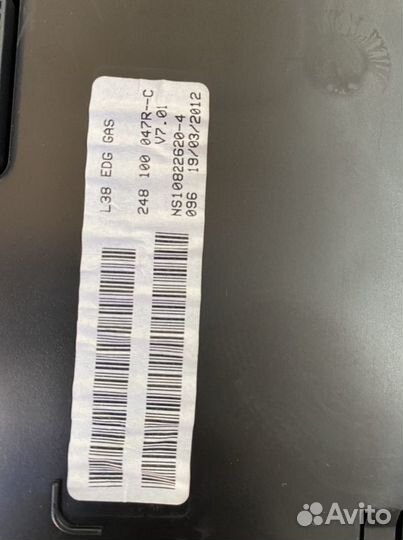 L38 EDG GAS
248 100 047R--C
V7.01
NS10822620-4
096 19/03/2012
Avito